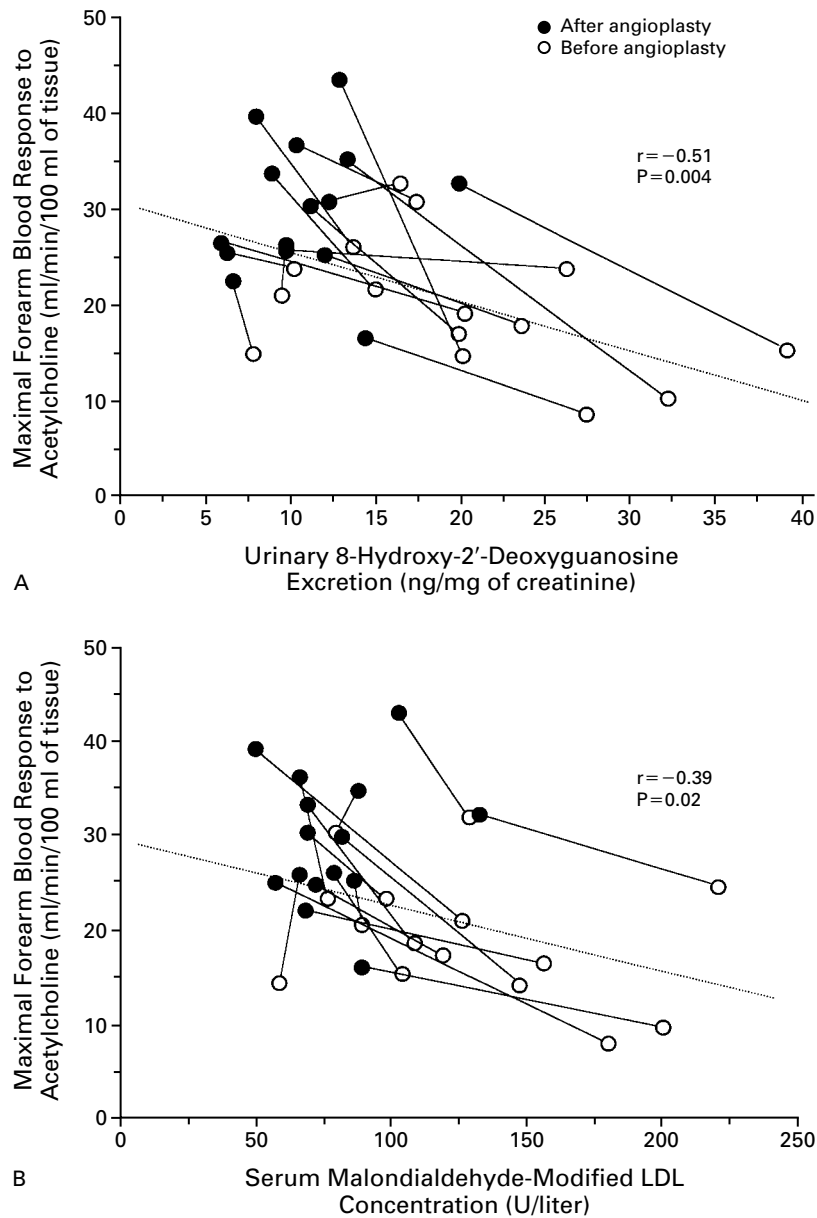 50
40
30
20
10
0
Maximal Forearm Blood Response to
Acetylcholine (ml/min/100 ml of tissue)
After angioplasty
Before angioplasty
r=−0.51
P=0.004
0 5 10 15 20 25 30 35 40
Urinary 8-Hydroxy-2′-Deoxyguanosine
Excretion (ng/mg of creatinine)
A
50
40
30
20
10
0
Maximal Forearm Blood Response to
Acetylcholine (ml/min/100 ml of tissue)
r=−0.39
P=0.02
0 50 100 150 200 250
Serum Malondialdehyde-Modified LDL
Concentration (U/liter)
B